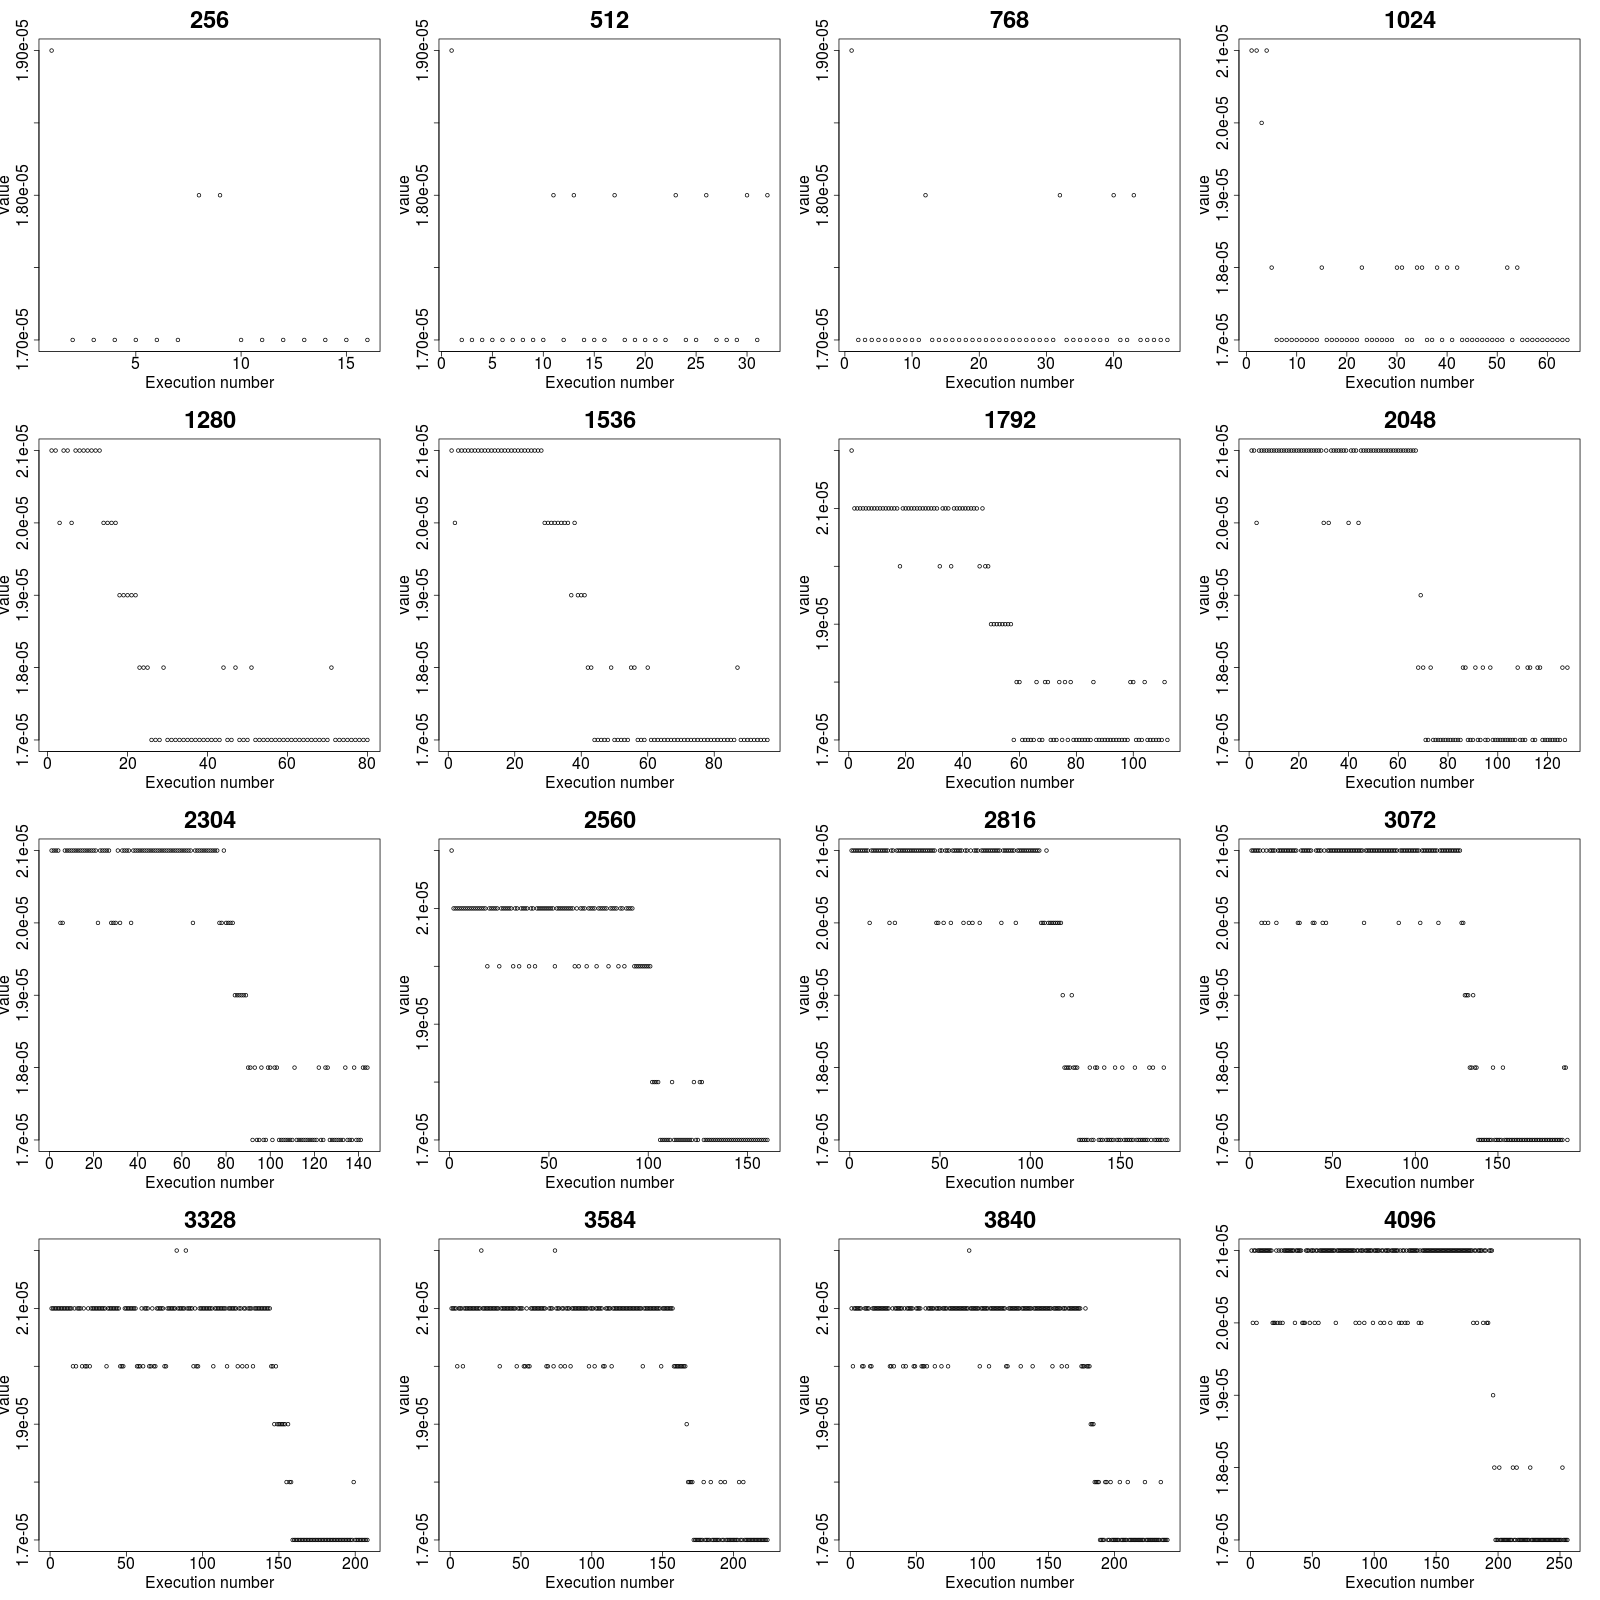 256
value
1.70e-05 1.80e-05 1.90e-05
5 10 15
Execution number
512
value
1.70e-05 1.80e-05 1.90e-05
0 5 10 15 20 25 30
Execution number
768
value
1.70e-05 1.80e-05 1.90e-05
0 10 20 30 40
Execution number
1024
value
1.7e-05 1.8e-05 1.9e-05 2.0e-05 2.1e-05
0 10 20 30 40 50 60
Execution number
1280
value
1.7e-05 1.8e-05 1.9e-05 2.0e-05 2.1e-05
0 20 40 60 80
Execution number
1536
value
1.7e-05 1.8e-05 1.9e-05 2.0e-05 2.1e-05
0 20 40 60 80
Execution number
1792
value
1.7e-05 1.9e-05 2.1e-05
0 20 40 60 80 100
Execution number
2048
value
1.7e-05 1.8e-05 1.9e-05 2.0e-05 2.1e-05
0 20 40 60 80 100 120
Execution number
2304
value
1.7e-05 1.8e-05 1.9e-05 2.0e-05 2.1e-05
0 20 40 60 80 100 120 140
Execution number
2560
value
1.7e-05 1.9e-05 2.1e-05
0 50 100 150
Execution number
2816
value
1.7e-05 1.8e-05 1.9e-05 2.0e-05 2.1e-05
0 50 100 150
Execution number
3072
value
1.7e-05 1.8e-05 1.9e-05 2.0e-05 2.1e-05
0 50 100 150
Execution number
3328
value
1.7e-05 1.9e-05 2.1e-05
0 50 100 150 200
Execution number
3584
value
1.7e-05 1.9e-05 2.1e-05
0 50 100 150 200
Execution number
3840
value
1.7e-05 1.9e-05 2.1e-05
0 50 100 150 200
Execution number
4096
value
1.7e-05 1.8e-05 1.9e-05 2.0e-05 2.1e-05
0 50 100 150 200 250
Execution number